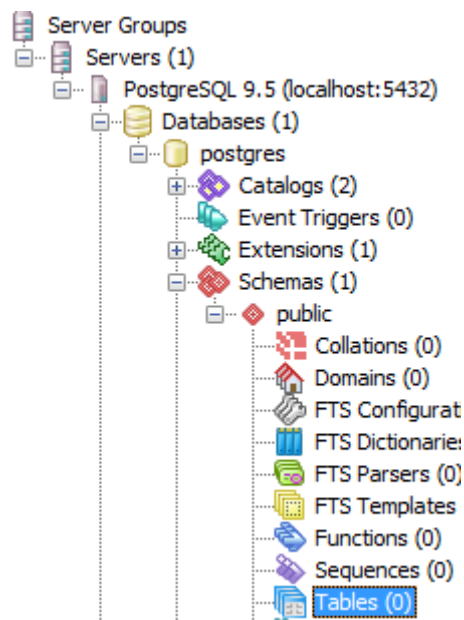 Server Groups
Servers (1)
PostgreSQL 9.5 (localhost:5432)
Databases (1)
postgres
Catalogs (2)
Event Triggers (0)
Extensions (1)
Schemas (1)
public
Collations (0)
Domains (0)
FTS Configurati
FTS Dictionaries
FTS Parsers (0)
FTS Templates
Functions (0)
Sequences (0)
Tables (0)